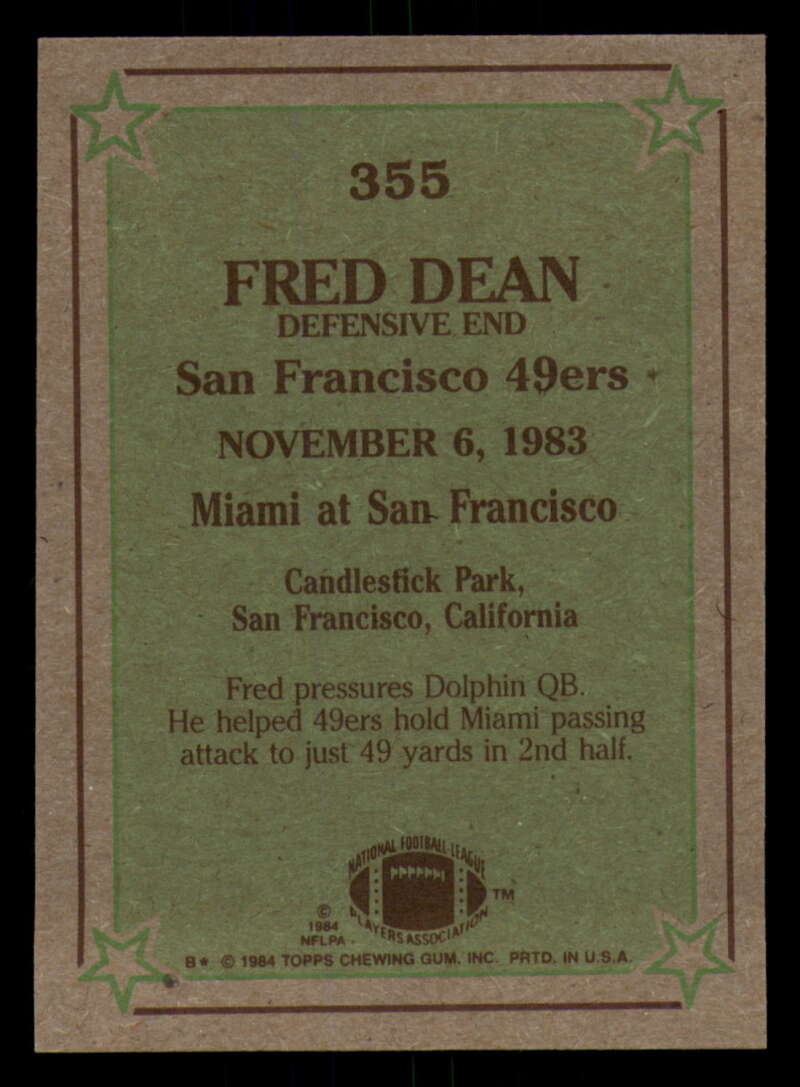 355
FRED DEAN
DEFENSIVE END
San Francisco 49ers
NOVEMBER 6, 1983
Miami at San Francisco
Candlestick Park,
San Francisco, California
Fred pressures Dolphin QB.
He helped 49ers hold Miami passing
attack to just 49 yards in 2nd half.
NATIONAL FOOTBALL LEAGUE
PLAYERS ASSOCIATION
TM
©
1984
NFLPA
B* © 1984 TOPPS CHEWING GUM, INC. PRTD. IN U.S.A.